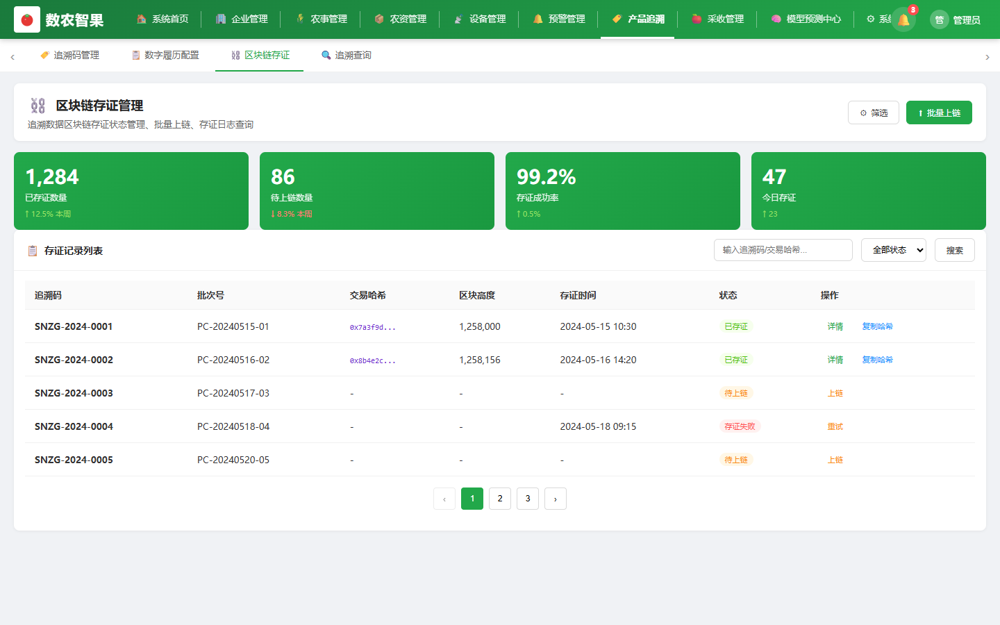 数农智果 系统首页 企业管理 农事管理 农资管理 设备管理 预警管理 产品追溯 采收管理 模型预测中心 系 3 管 管理员
‹ 追溯码管理 数字履历配置 区块链存证 追溯查询 ›
区块链存证管理
追溯数据区块链存证状态管理、批量上链、存证日志查询
筛选 批量上链
1,284
已存证数量
↑ 12.5% 本周
86
待上链数量
↓ 8.3% 本周
99.2%
存证成功率
↑ 0.5%
47
今日存证
↑ 23
存证记录列表 输入追溯码/交易哈希... 全部状态 搜索
追溯码 批次号 交易哈希 区块高度 存证时间 状态 操作
SNZG-2024-0001 PC-20240515-01 0x7a3f9d... 1,258,000 2024-05-15 10:30 已存证 详情 复制哈希
SNZG-2024-0002 PC-20240516-02 0x8b4e2c... 1,258,156 2024-05-16 14:20 已存证 详情 复制哈希
SNZG-2024-0003 PC-20240517-03 - - - 待上链 上链
SNZG-2024-0004 PC-20240518-04 - - 2024-05-18 09:15 存证失败 重试
SNZG-2024-0005 PC-20240520-05 - - - 待上链 上链
‹ 1 2 3 ›